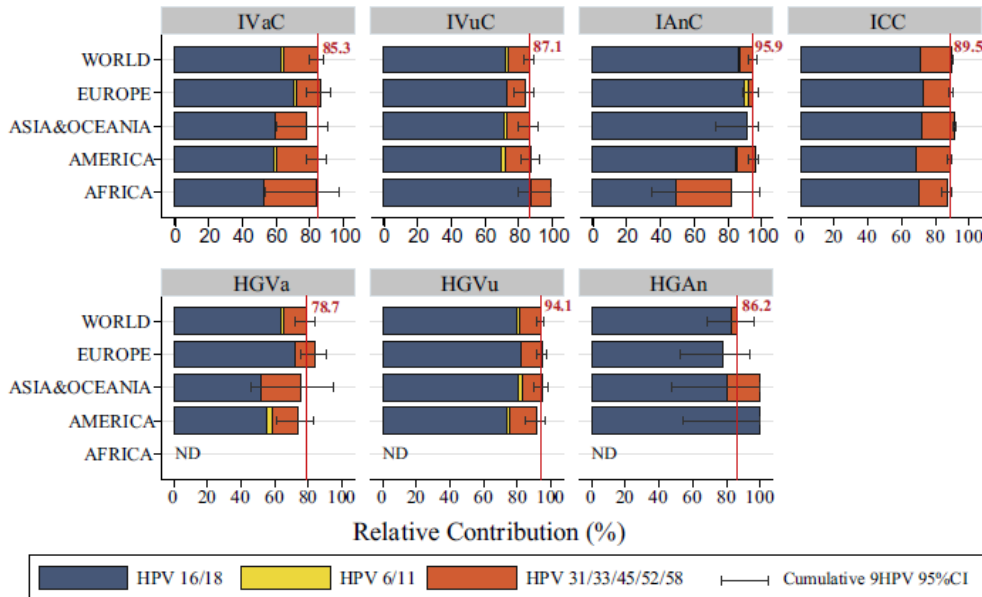 IVaC IVuC IAnC ICC
85.3 87.1 95.9 89.5
WORLD
EUROPE
ASIA&OCEANIA
AMERICA
AFRICA
0 20 40 60 80 100 0 20 40 60 80 100 0 20 40 60 80 100 0 20 40 60 80 100
HGVa HGVu HGAn
78.7 94.1 86.2
WORLD
EUROPE
ASIA&OCEANIA
AMERICA
AFRICA ND ND ND
0 20 40 60 80 100 0 20 40 60 80 100 0 20 40 60 80 100
Relative Contribution (%)
HPV 16/18 HPV 6/11 HPV 31/33/45/52/58 Cumulative 9HPV 95%CI